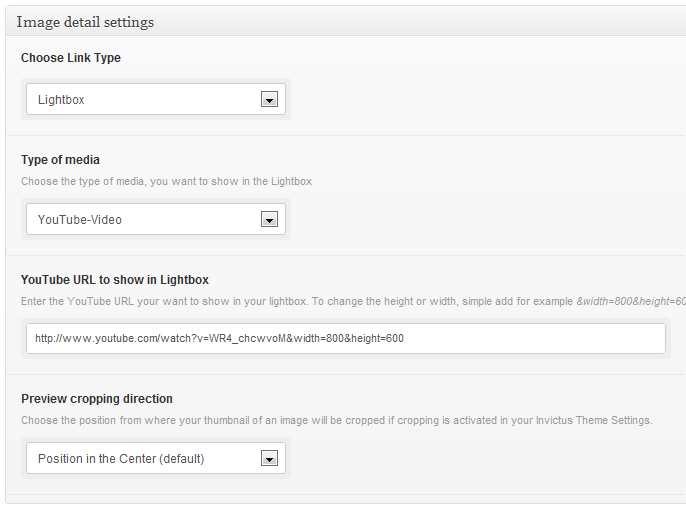 Image detail settings
Choose Link Type
Lightbox
Type of media
Choose the type of media, you want to show in the Lightbox
YouTube-Video
YouTube URL to show in Lightbox
Enter the YouTube URL your want to show in your lightbox. To change the height or width, simple add for example &width=800&height=60
http://www.youtube.com/watch?v=WR4_chcwvoM&width=800&height=600
Preview cropping direction
Choose the position from where your thumbnail of an image will be cropped if cropping is activated in your Invictus Theme Settings.
Position in the Center (default)